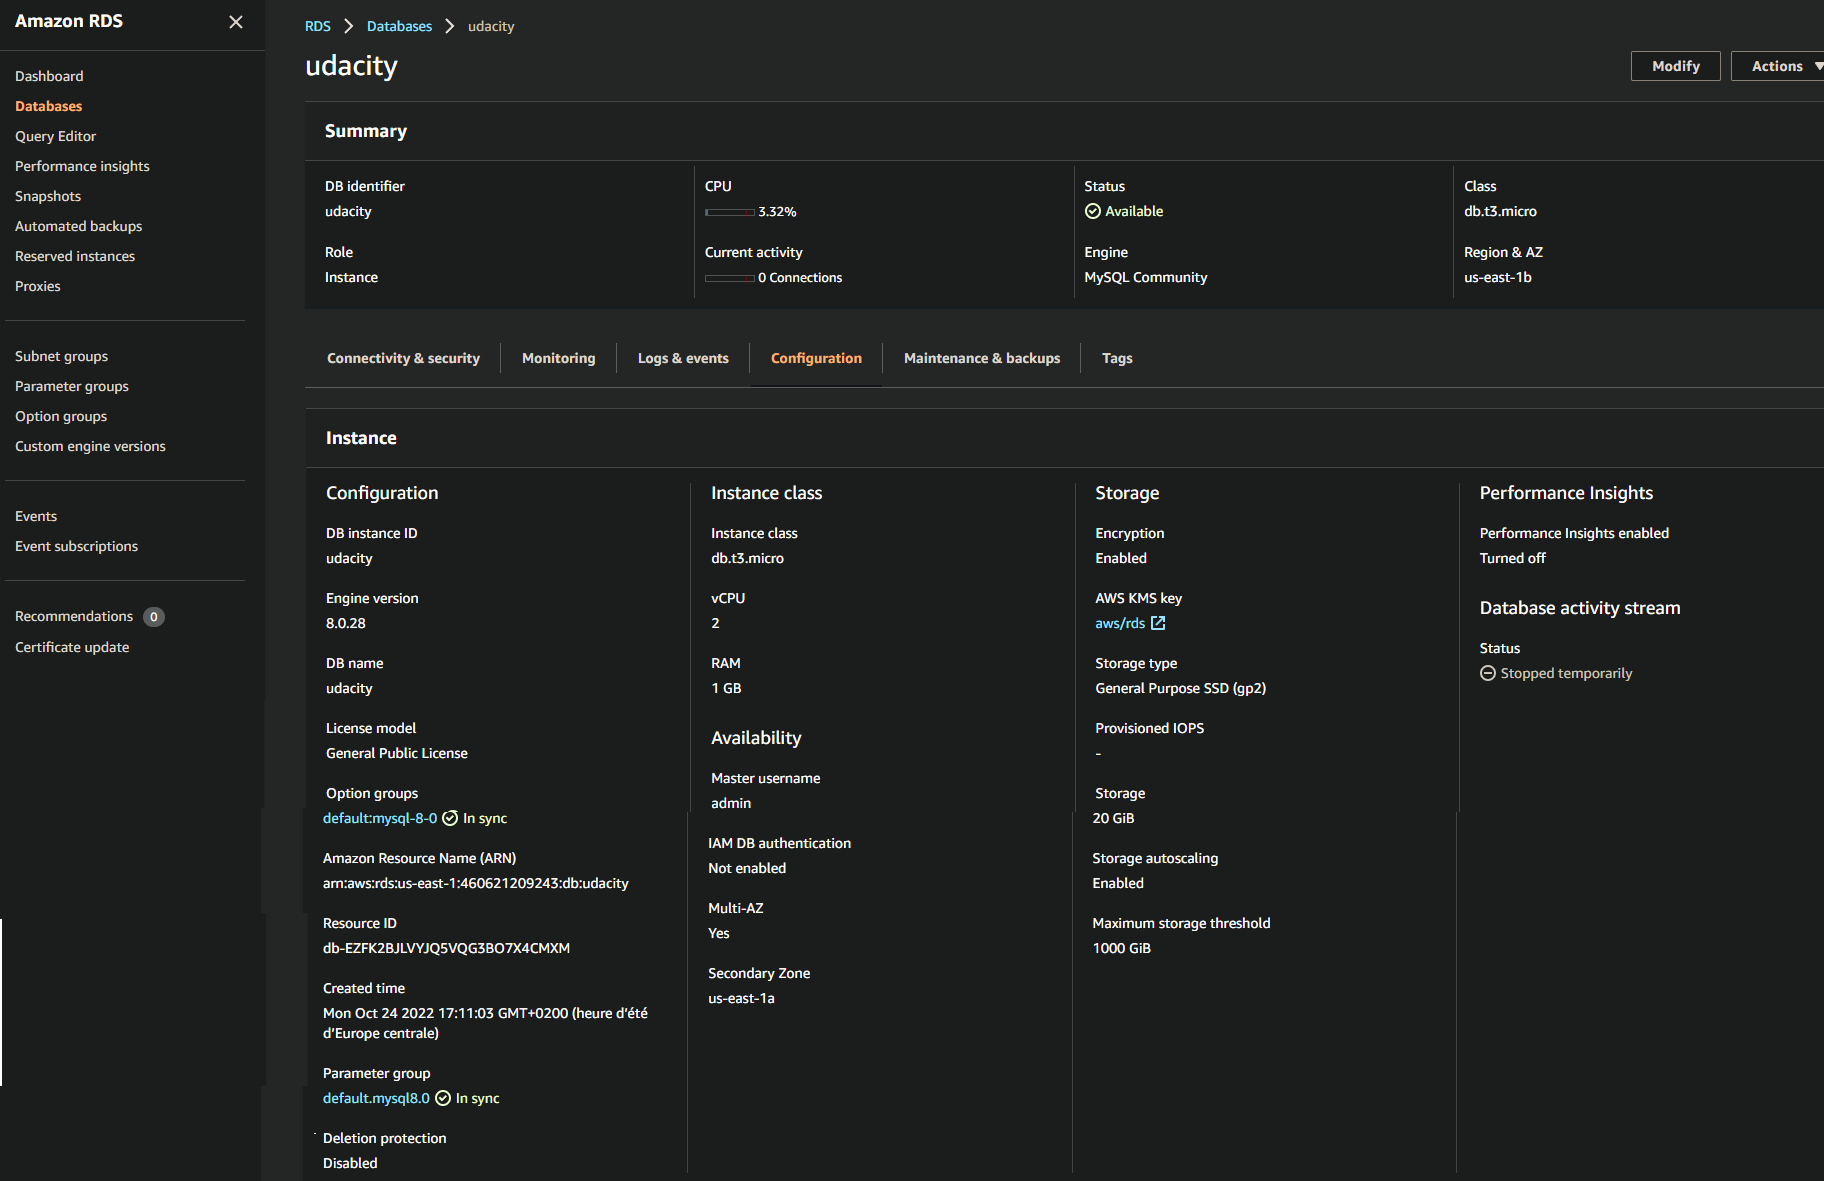 Amazon RDS
Dashboard
Databases
Query Editor
Performance insights
Snapshots
Automated backups
Reserved instances
Proxies
Subnet groups
Parameter groups
Option groups
Custom engine versions
Events
Event subscriptions
Recommendations 0
Certificate update
RDS > Databases > udacity
udacity
Modify
Actions
Summary
DB identifier
udacity
Role
Instance
CPU
3.32%
Current activity
0 Connections
Status
Available
Engine
MySQL Community
Class
db.t3.micro
Region & AZ
us-east-1b
Connectivity & security
Monitoring
Logs & events
Configuration
Maintenance & backups
Tags
Instance
Configuration
DB instance ID
udacity
Engine version
8.0.28
DB name
udacity
License model
General Public License
Option groups
default:mysql-8-0 In sync
Amazon Resource Name (ARN)
arn:aws:rds:us-east-1:460621209243:db:udacity
Resource ID
db-EZFK2BJLVYJQ5VQG3BO7X4CMXM
Created time
Mon Oct 24 2022 17:11:03 GMT+0200 (heure d’été
d’Europe centrale)
Parameter group
default.mysql8.0 In sync
Deletion protection
Disabled
Instance class
Instance class
db.t3.micro
vCPU
2
RAM
1 GB
Availability
Master username
admin
IAM DB authentication
Not enabled
Multi-AZ
Yes
Secondary Zone
us-east-1a
Storage
Encryption
Enabled
AWS KMS key
aws/rds
Storage type
General Purpose SSD (gp2)
Provisioned IOPS
-
Storage
20 GiB
Storage autoscaling
Enabled
Maximum storage threshold
1000 GiB
Performance Insights
Performance Insights enabled
Turned off
Database activity stream
Status
Stopped temporarily